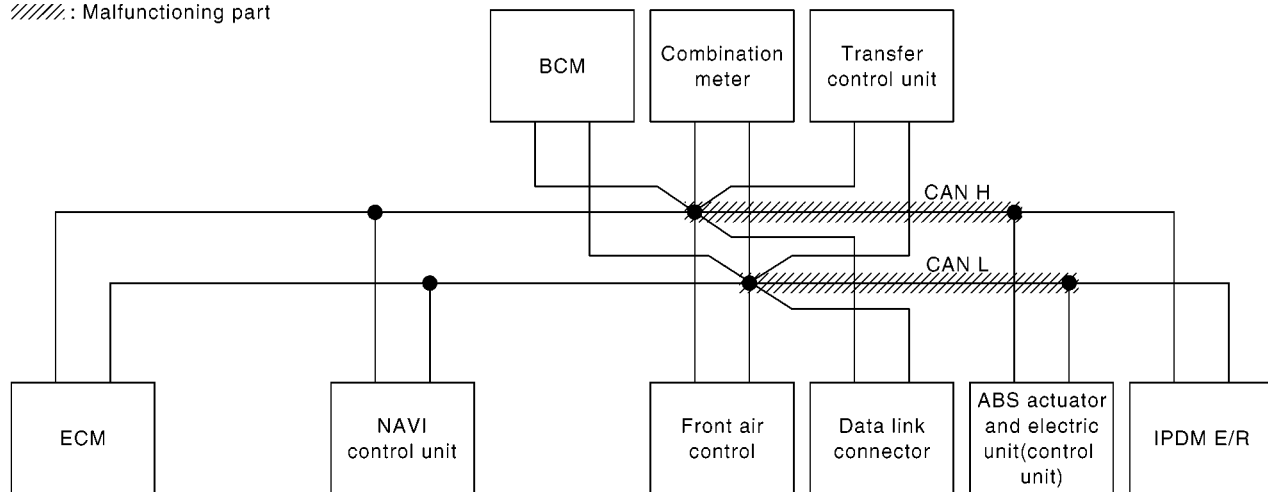 : Malfunctioning part
BCM
Combination
meter
Transfer
control unit
CAN H
CAN L
ECM
NAVI
control unit
Front air
control
Data link
connector
ABS actuator
and electric
unit(control
unit)
IPDM E/R